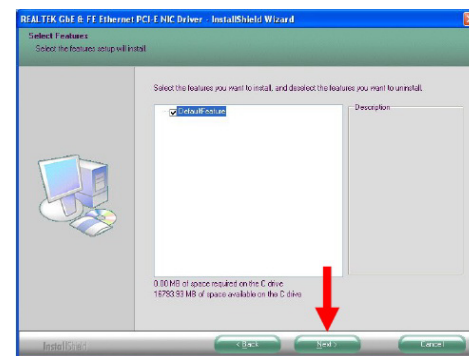 REALTEK GbE & FE Ethernet PCI-E NIC Driver - InstallShield Wizard
Select Features
Select the features setup will install.
Select the features you want to install, and deselect the features you want to uninstall.
DefaultFeature
Description
0.00 MB of space required on the C drive
16793.93 MB of space available on the C drive
InstallShield
< Back
Next >
Cancel